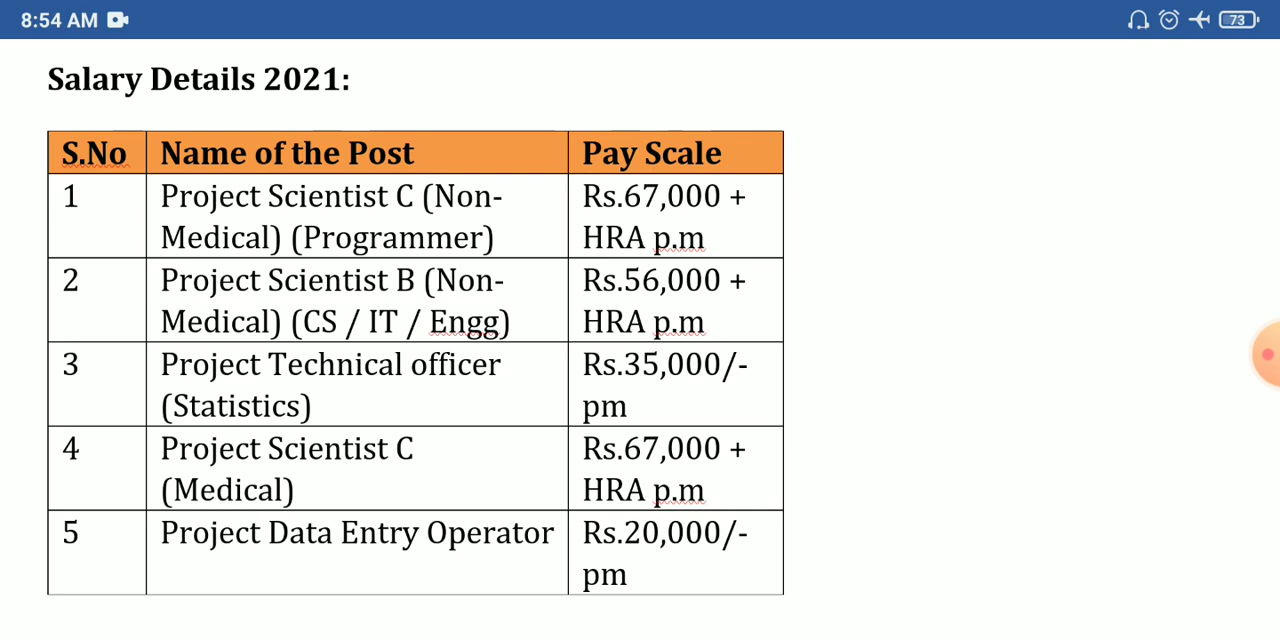 8:54 AM
73
Salary Details 2021:
S.No Name of the Post Pay Scale
1 Project Scientist C (Non- Rs.67,000 +
Medical) (Programmer) HRA p.m
2 Project Scientist B (Non- Rs.56,000 +
Medical) (CS / IT / Engg) HRA p.m
3 Project Technical officer Rs.35,000/-
(Statistics) pm
4 Project Scientist C Rs.67,000 +
(Medical) HRA p.m
5 Project Data Entry Operator Rs.20,000/-
pm